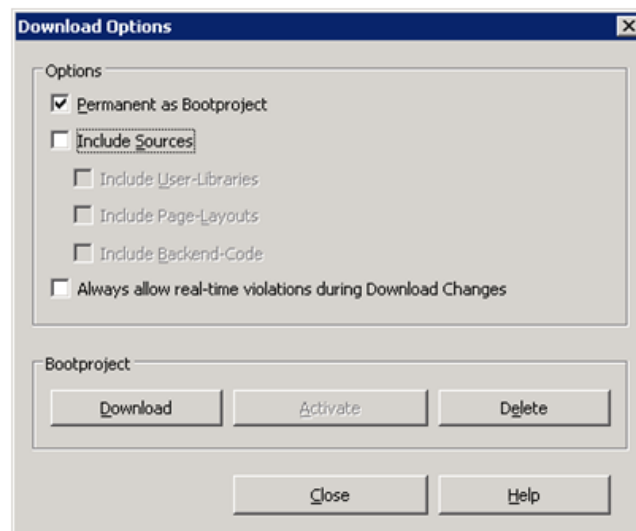 Download Options
Options
Permanent as Bootproject
Include Sources
Include User-Libraries
Include Page-Layouts
Include Backend-Code
Always allow real-time violations during Download Changes
Bootproject
Download Activate Delete
Close Help